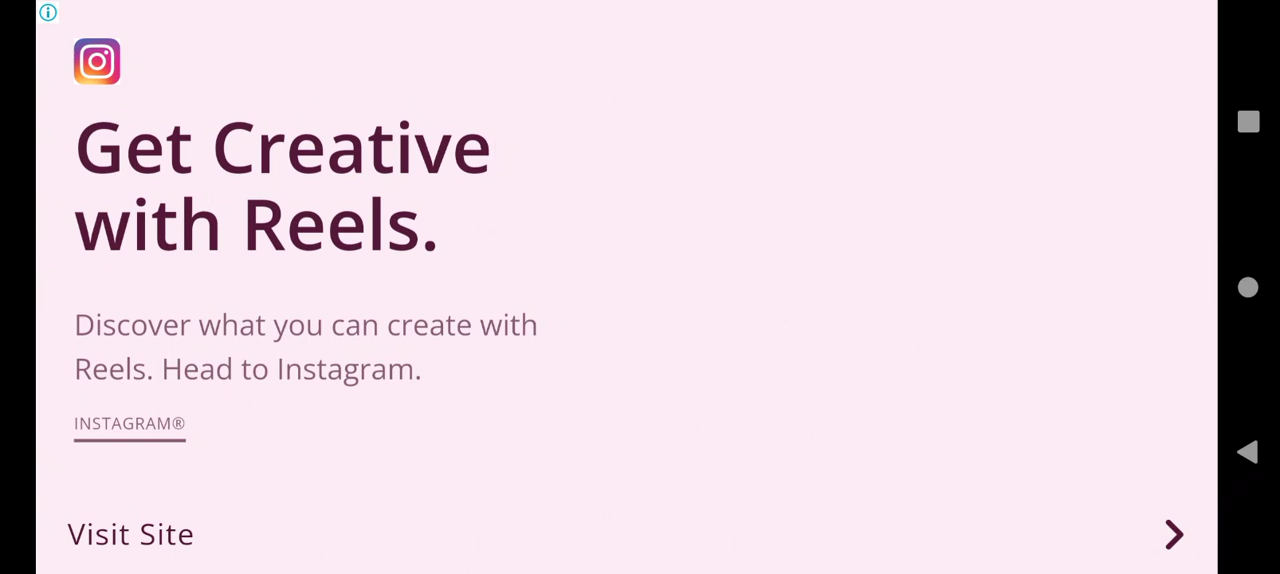 Get Creative
with Reels.
Discover what you can create with
Reels. Head to Instagram.
INSTAGRAM®
Visit Site